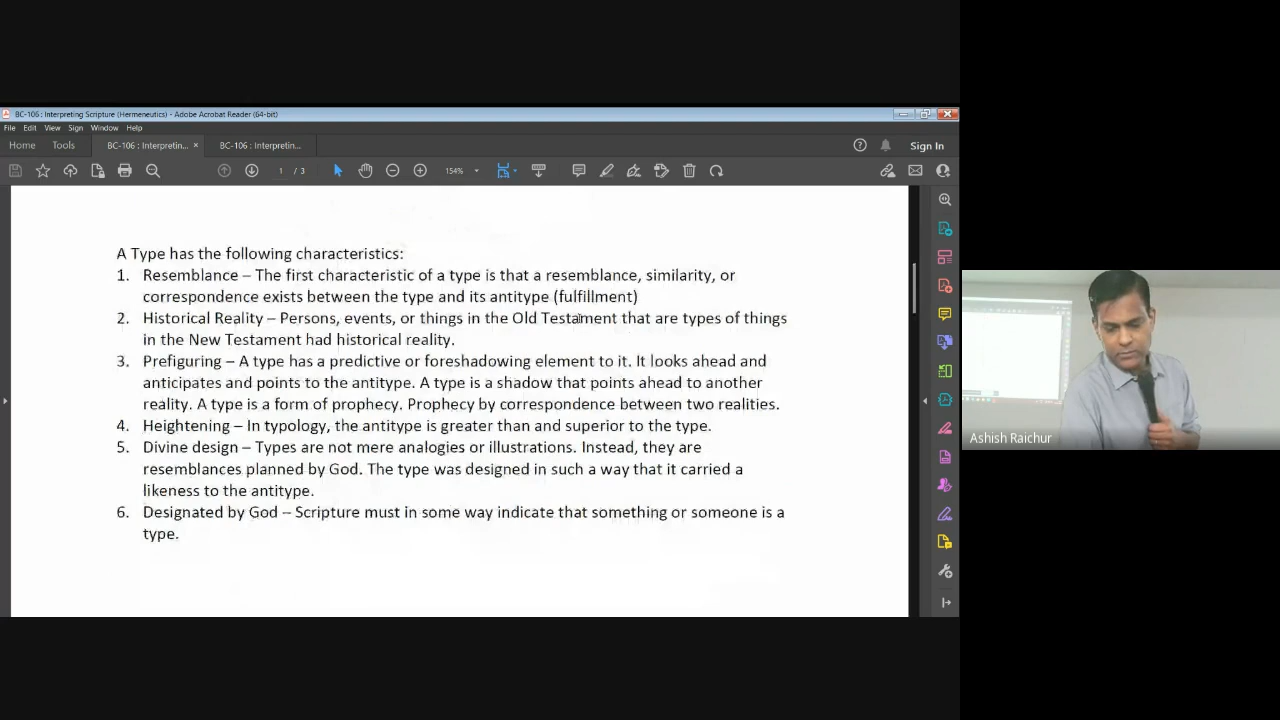 BC-106 : Interpreting Scripture (Hermeneutics) - Adobe Acrobat Reader (64-bit)
File Edit View Sign Window Help
Home Tools BC-106 : Interpretin... × BC-106 : Interpretin... Sign In
1 / 3 154%
A Type has the following characteristics:
1. Resemblance – The first characteristic of a type is that a resemblance, similarity, or
correspondence exists between the type and its antitype (fulfillment)
2. Historical Reality – Persons, events, or things in the Old Testament that are types of things
in the New Testament had historical reality.
3. Prefiguring – A type has a predictive or foreshadowing element to it. It looks ahead and
anticipates and points to the antitype. A type is a shadow that points ahead to another
reality. A type is a form of prophecy. Prophecy by correspondence between two realities.
4. Heightening – In typology, the antitype is greater than and superior to the type.
5. Divine design – Types are not mere analogies or illustrations. Instead, they are
resemblances planned by God. The type was designed in such a way that it carried a
likeness to the antitype.
6. Designated by God – Scripture must in some way indicate that something or someone is a
type.
Ashish Raichur